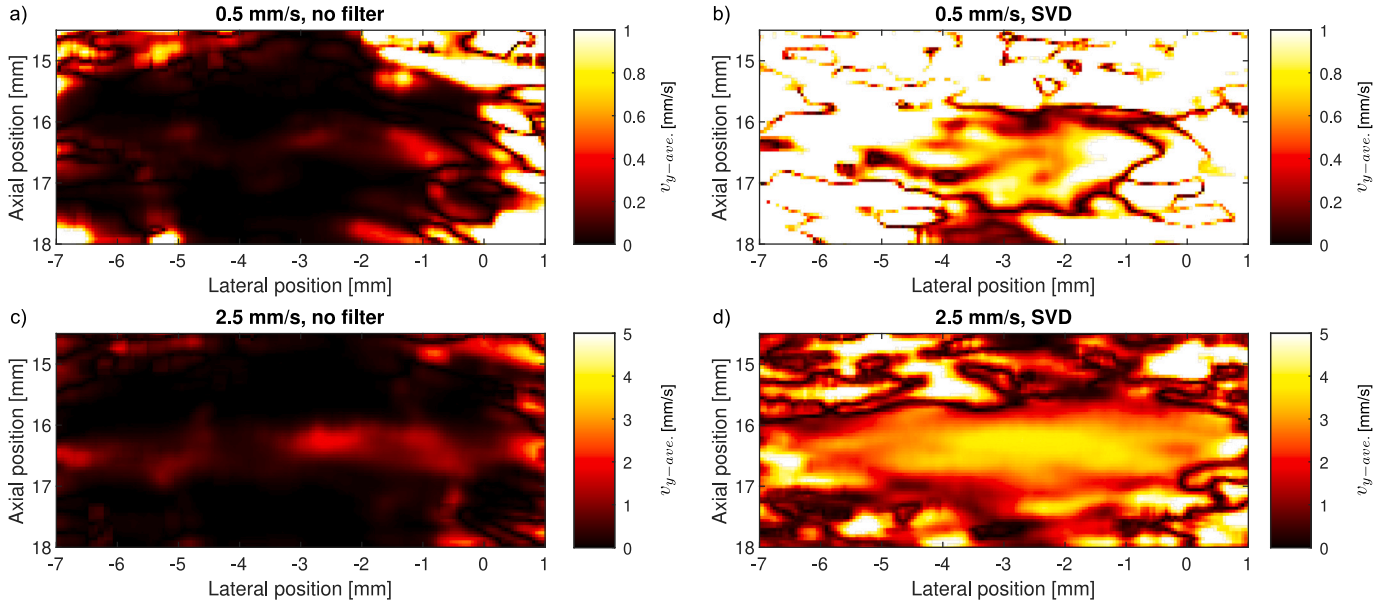 a) 0.5 mm/s, no filter
15
16
17
18
Axial position [mm]
-7 -6 -5 -4 -3 -2 -1 0 1
Lateral position [mm]
1
0.8
0.6
0.4
0.2
0
v_{y-ave.} [mm/s]
b) 0.5 mm/s, SVD
15
16
17
18
Axial position [mm]
-7 -6 -5 -4 -3 -2 -1 0 1
Lateral position [mm]
1
0.8
0.6
0.4
0.2
0
v_{y-ave.} [mm/s]
c) 2.5 mm/s, no filter
15
16
17
18
Axial position [mm]
-7 -6 -5 -4 -3 -2 -1 0 1
Lateral position [mm]
5
4
3
2
1
0
v_{y-ave.} [mm/s]
d) 2.5 mm/s, SVD
15
16
17
18
Axial position [mm]
-7 -6 -5 -4 -3 -2 -1 0 1
Lateral position [mm]
5
4
3
2
1
0
v_{y-ave.} [mm/s]